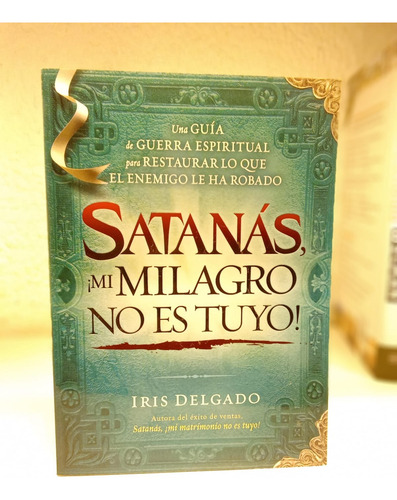 Una GUÍA
de GUERRA ESPIRITUAL
para RESTAURAR LO QUE
EL ENEMIGO LE HA ROBADO
SATANÁS,
¡MI MILAGRO
NO ES TUYO!
IRIS DELGADO
Autora del éxito de ventas,
Satanás, ¡mi matrimonio no es tuyo!